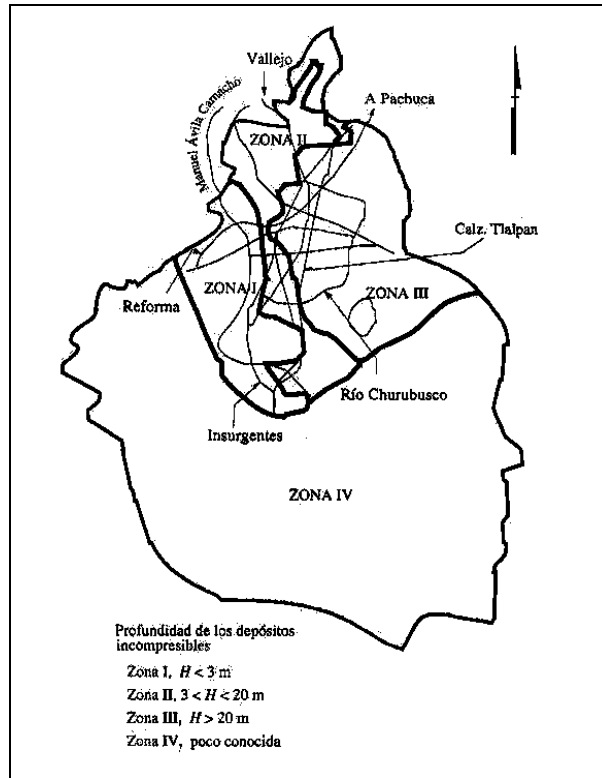 Vallejo
A Pachuca
Manuel Ávila Camacho
ZONA II
Calz. Tlalpan
Reforma
ZONA I
ZONA III
Río Churubusco
Insurgentes
ZONA IV
Profundidad de los depósitos
incompresibles
Zona I, H < 3 m
Zona II, 3 < H < 20 m
Zona III, H > 20 m
Zona IV, poco conocida